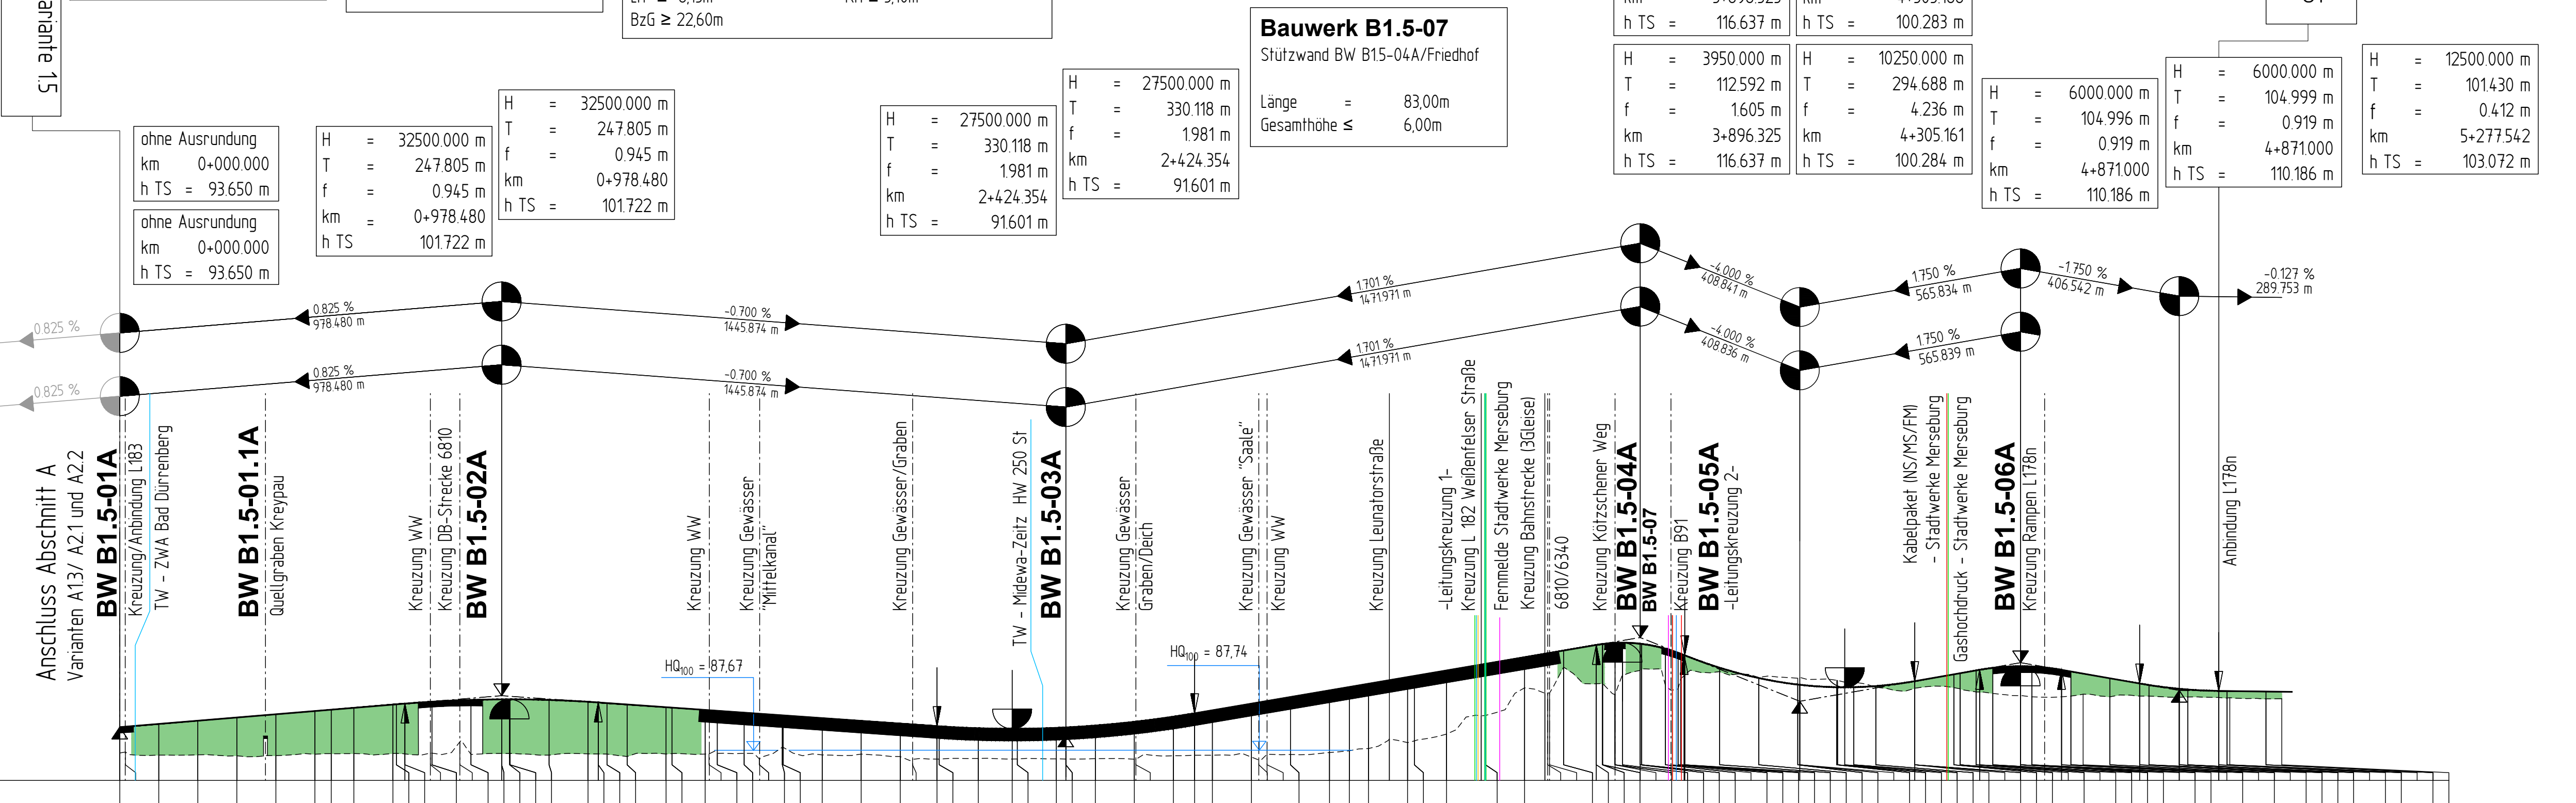 ariante 1.5
BzG ≥ 22,60m
Bauwerk B1.5-07
Stützwand BW B1.5-04A/Friedhof
Länge = 83,00m
Gesamthöhe ≤ 6,00m
h TS = 116.637 m
h TS = 100.283 m
ohne Ausrundung
km 0+000.000
h TS = 93.650 m
ohne Ausrundung
km 0+000.000
h TS = 93.650 m
H = 32500.000 m
T = 247.805 m
f = 0.945 m
km = 0+978.480
h TS 101.722 m
H = 32500.000 m
T = 247.805 m
f = 0.945 m
km 0+978.480
h TS = 101.722 m
H = 27500.000 m
T = 330.118 m
f = 1.981 m
km 2+424.354
h TS = 91.601 m
H = 27500.000 m
T = 330.118 m
f = 1.981 m
km 2+424.354
h TS = 91.601 m
H = 3950.000 m
T = 112.592 m
f = 1.605 m
km 3+896.325
h TS = 116.637 m
H = 10250.000 m
T = 294.688 m
f = 4.236 m
km 4+305.161
h TS = 100.284 m
H = 6000.000 m
T = 104.996 m
f = 0.919 m
km 4+871.000
h TS = 110.186 m
H = 6000.000 m
T = 104.999 m
f = 0.919 m
km 4+871.000
h TS = 110.186 m
H = 12500.000 m
T = 101.430 m
f = 0.412 m
km 5+277.542
h TS = 103.072 m
0.825 %
0.825 %
978.480 m
-0.700 %
1445.874 m
1.701 %
1471.971 m
-4.000 %
408.841 m
1.750 %
565.834 m
-1.750 %
406.542 m
-0.127 %
289.753 m
0.825 %
0.825 %
978.480 m
-0.700 %
1445.874 m
1.701 %
1471.971 m
-4.000 %
408.836 m
1.750 %
565.839 m
Anschluss Abschnitt A
Varianten A1.3/ A2.1 und A2.2
BW B1.5-01A
Kreuzung/Anbindung L183
TW - ZWA Bad Dürrenberg
BW B1.5-01.1A
Quellgraben Kreypau
Kreuzung WW
Kreuzung DB-Strecke 6810
BW B1.5-02A
Kreuzung WW
Kreuzung Gewässer
"Mittelkanal"
Kreuzung Gewässer/Graben
TW - Midewa-Zeitz HW 250 St
BW B1.5-03A
Kreuzung Gewässer
Graben/Deich
Kreuzung Gewässer "Saale"
Kreuzung WW
Kreuzung Leunatorstraße
-Leitungskreuzung 1-
Kreuzung L 182 Weißenfelser Straße
Fernmelde Stadtwerke Merseburg
Kreuzung Bahnstrecke (3Gleise)
6810/6340
Kreuzung Kötzschener Weg
BW B1.5-04A
BW B1.5-07
Kreuzung B91
BW B1.5-05A
-Leitungskreuzung 2-
Kabelpaket (NS/MS/FM)
- Stadtwerke Merseburg
Gashochdruck - Stadtwerke Merseburg
BW B1.5-06A
Kreuzung Rampen L178n
Anbindung L178n
HQ100 = 87,67
HQ100 = 87,74